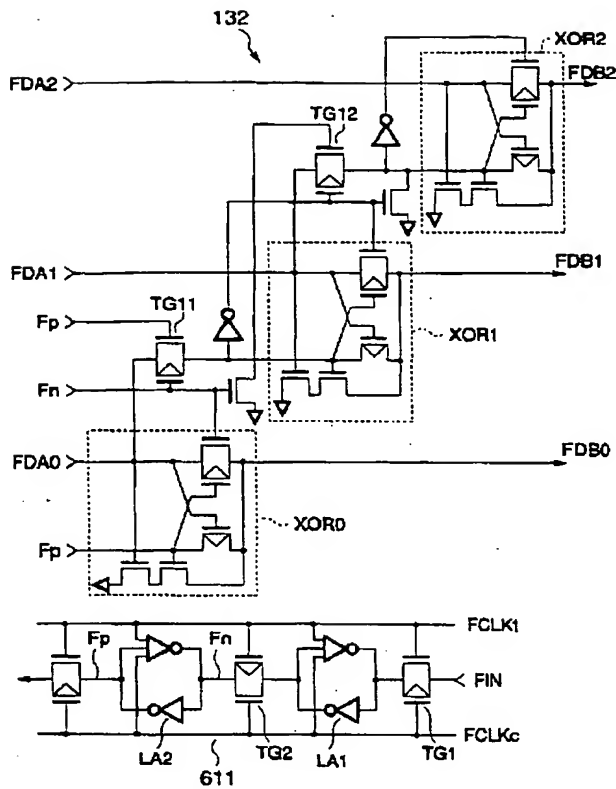 132
XOR2
FDA2
FDB2
TG12
FDA1
FDB1
TG11
Fp
XOR1
Fn
FDA0
FDB0
XOR0
Fp
FCLKt
Fp
Fn
FIN
LA2
TG2
LA1
TG1
611
FCLKc